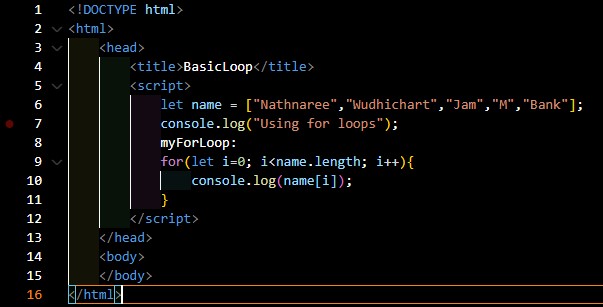 1 <!DOCTYPE html>
2 <html>
3 <head>
4 <title>BasicLoop</title>
5 <script>
6 let name = ["Nathnaree","Wudhichart","Jam","M","Bank"];
7 console.log("Using for loops");
8 myForLoop:
9 for(let i=0; i<name.length; i++){
10 console.log(name[i]);
11 }
12 </script>
13 </head>
14 <body>
15 </body>
16 </html>